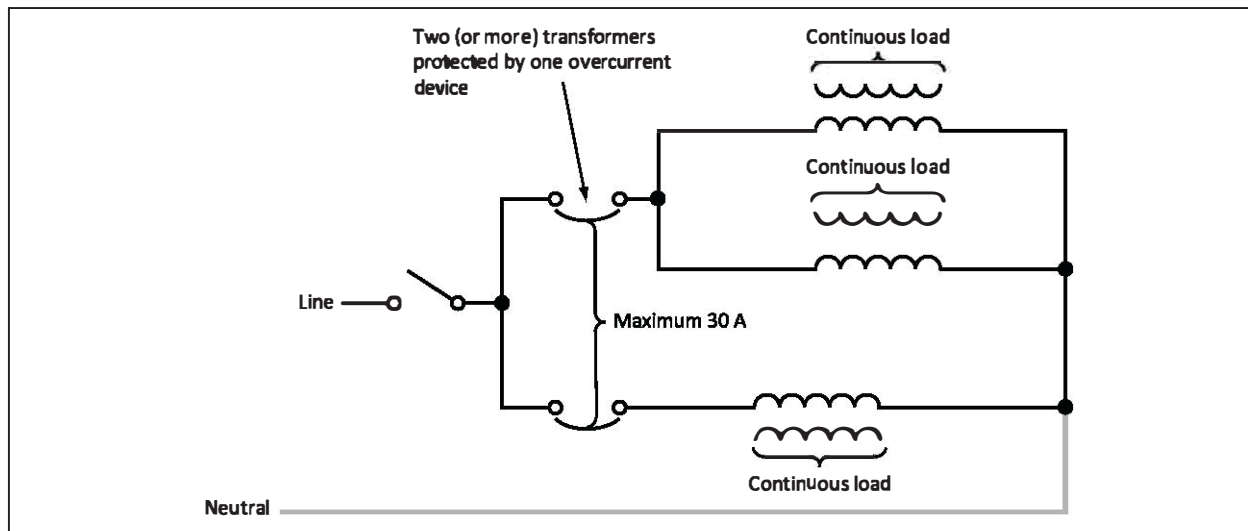 Two (or more) transformers
protected by one overcurrent
device
Continuous load
Continuous load
Line
Maximum 30 A
Continuous load
Neutral